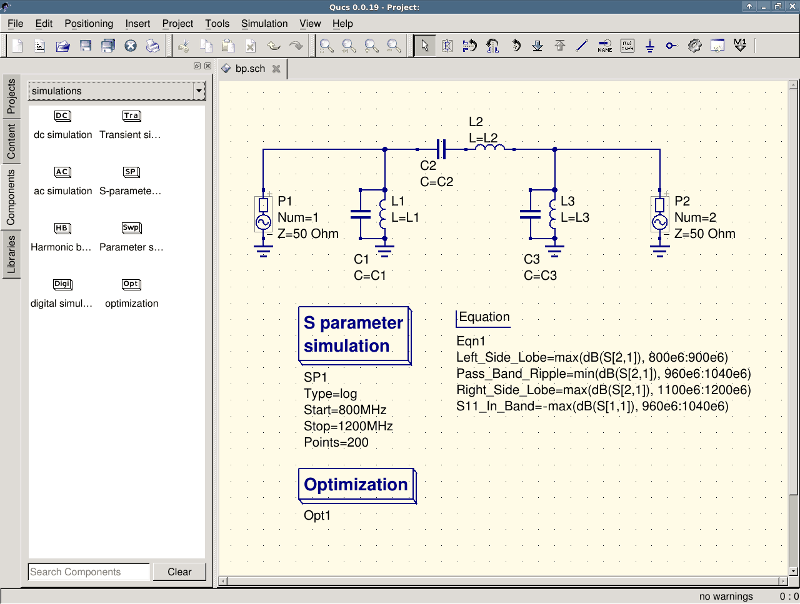 Qucs 0.0.19 - Project:
File Edit Positioning Insert Project Tools Simulation View Help
NAME
Projects
Content
Components
Libraries
bp.sch
simulations
DC
dc simulation
Tra
Transient si...
AC
ac simulation
SP
S-paramete...
HB
Harmonic b...
Swp
Parameter s...
Digi
digital simul...
Opt
optimization
Search Components
Clear
L2
L=L2
C2
C=C2
P1
Num=1
Z=50 Ohm
L1
L=L1
C1
C=C1
L3
L=L3
C3
C=C3
P2
Num=2
Z=50 Ohm
S parameter
simulation
SP1
Type=log
Start=800MHz
Stop=1200MHz
Points=200
Equation
Eqn1
Left_Side_Lobe=max(dB(S[2,1]), 800e6:900e6)
Pass_Band_Ripple=min(dB(S[2,1]), 960e6:1040e6)
Right_Side_Lobe=max(dB(S[2,1]), 1100e6:1200e6)
S11_In_Band=-max(dB(S[1,1]), 960e6:1040e6)
Optimization
Opt1
no warnings
0 : 0